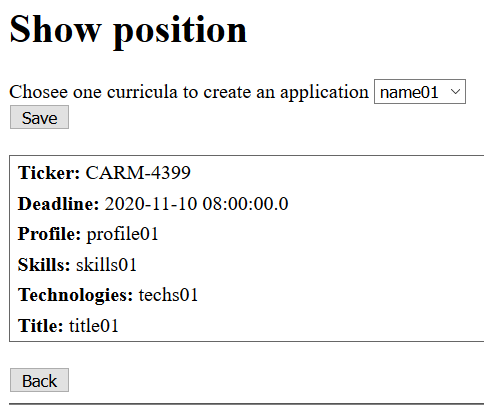 Show position
Chosee one curricula to create an application name01
Save
Ticker: CARM-4399
Deadline: 2020-11-10 08:00:00.0
Profile: profile01
Skills: skills01
Technologies: techs01
Title: title01
Back